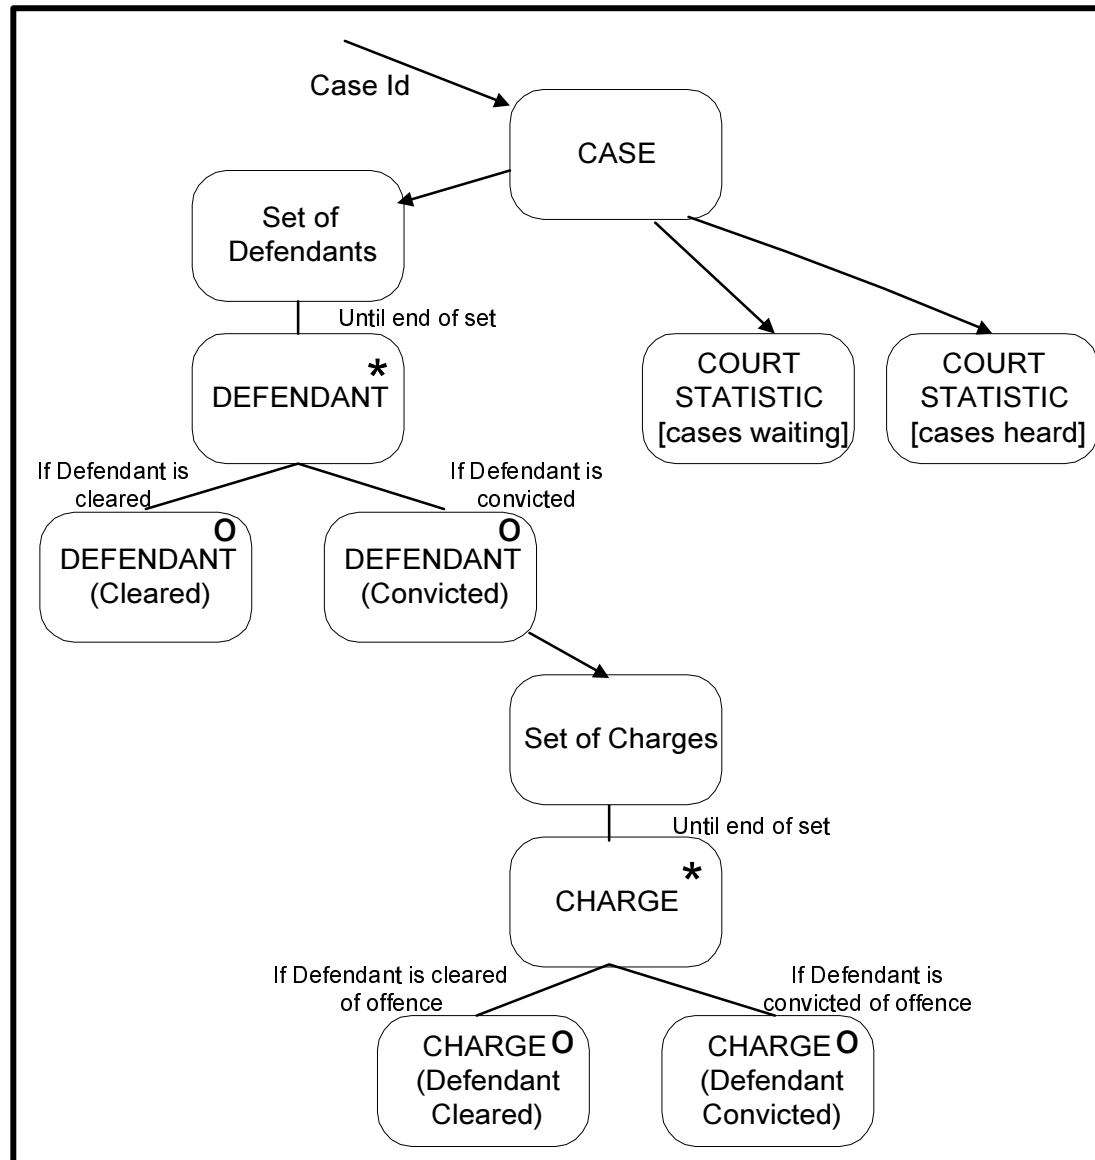 Case Id
CASE
Set of
Defendants
Until end of set
DEFENDANT
*
COURT
STATISTIC
[cases waiting]
COURT
STATISTIC
[cases heard]
If Defendant is
cleared
If Defendant is
convicted
O
DEFENDANT
(Cleared)
O
DEFENDANT
(Convicted)
Set of Charges
Until end of set
CHARGE
*
If Defendant is cleared
of offence
If Defendant is
convicted of offence
CHARGE O
(Defendant
Cleared)
CHARGE O
(Defendant
Convicted)